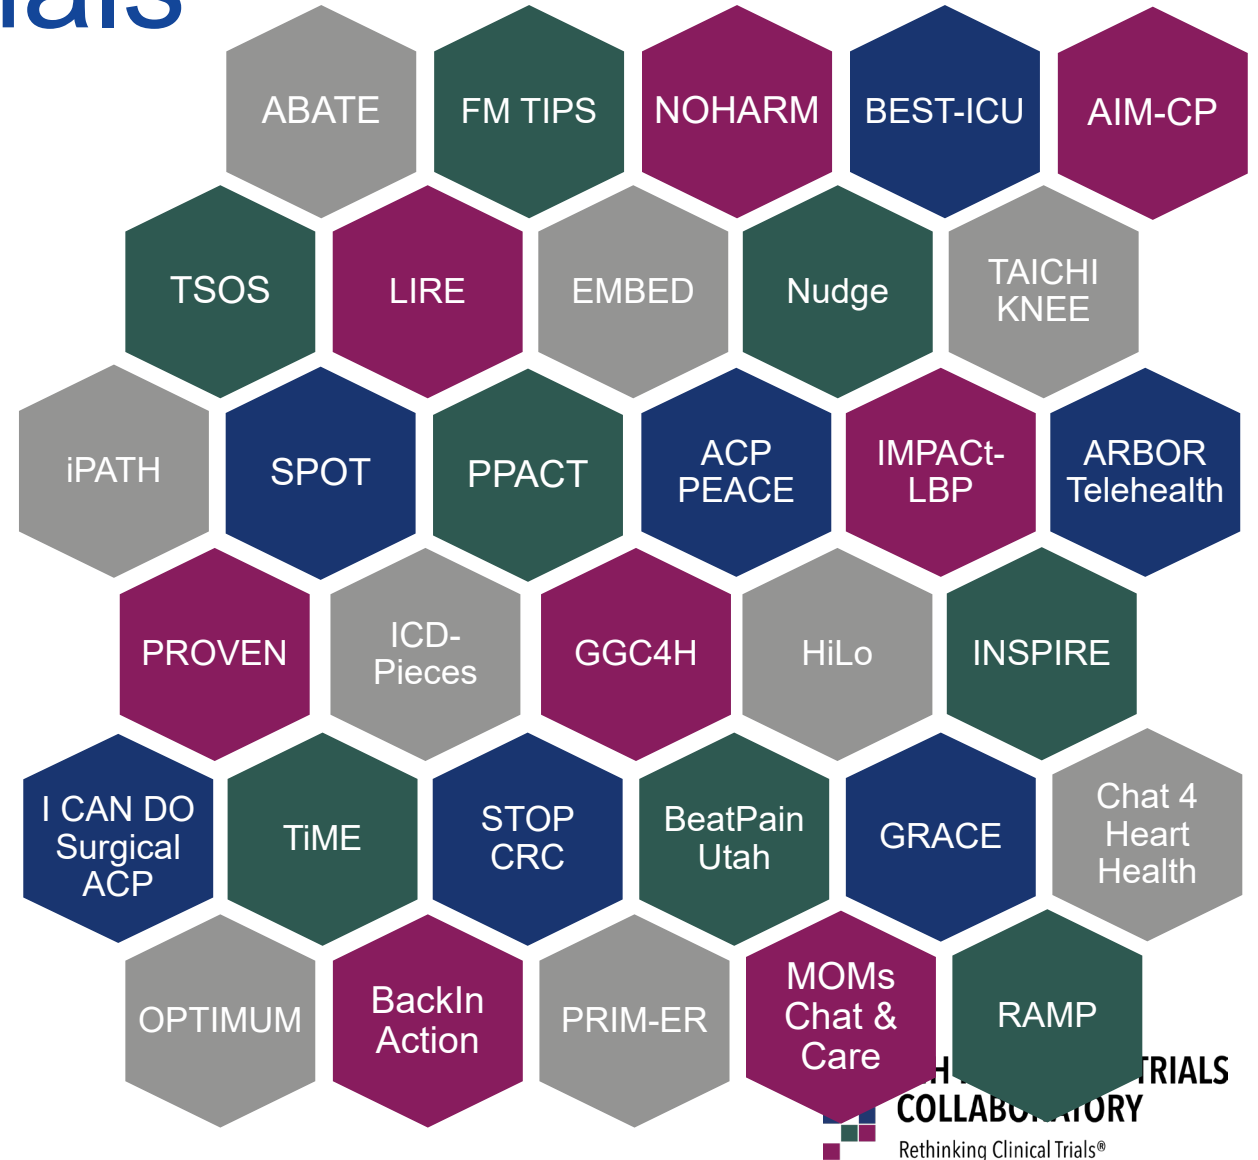 ABATE
FM TIPS
NOHARM
BEST-ICU
AIM-CP
TSOS
LIRE
EMBED
Nudge
TAICHI
KNEE
iPATH
SPOT
PPACT
ACP
PEACE
IMPACt-
LBP
ARBOR
Telehealth
PROVEN
ICD-
Pieces
GGC4H
HiLo
INSPIRE
I CAN DO
Surgical
ACP
TiME
STOP
CRC
BeatPain
Utah
GRACE
Chat 4
Heart
Health
OPTIMUM
BackIn
Action
PRIM-ER
MOMs
Chat &
Care
RAMP
TRIALS
Rethinking Clinical Trials®